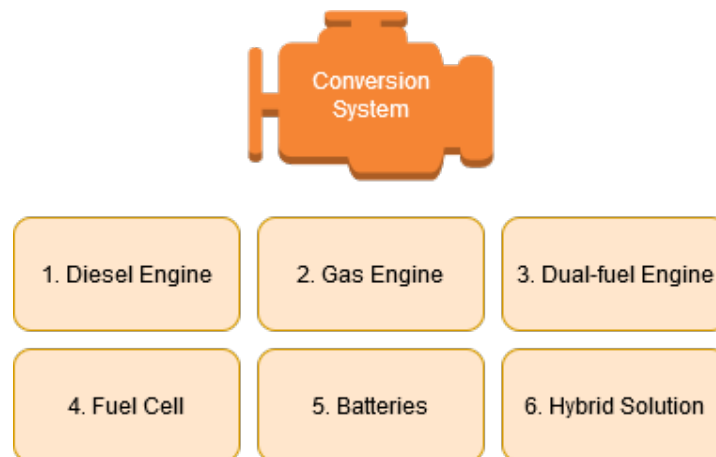 Conversion
System
1. Diesel Engine
2. Gas Engine
3. Dual-fuel Engine
4. Fuel Cell
5. Batteries
6. Hybrid Solution